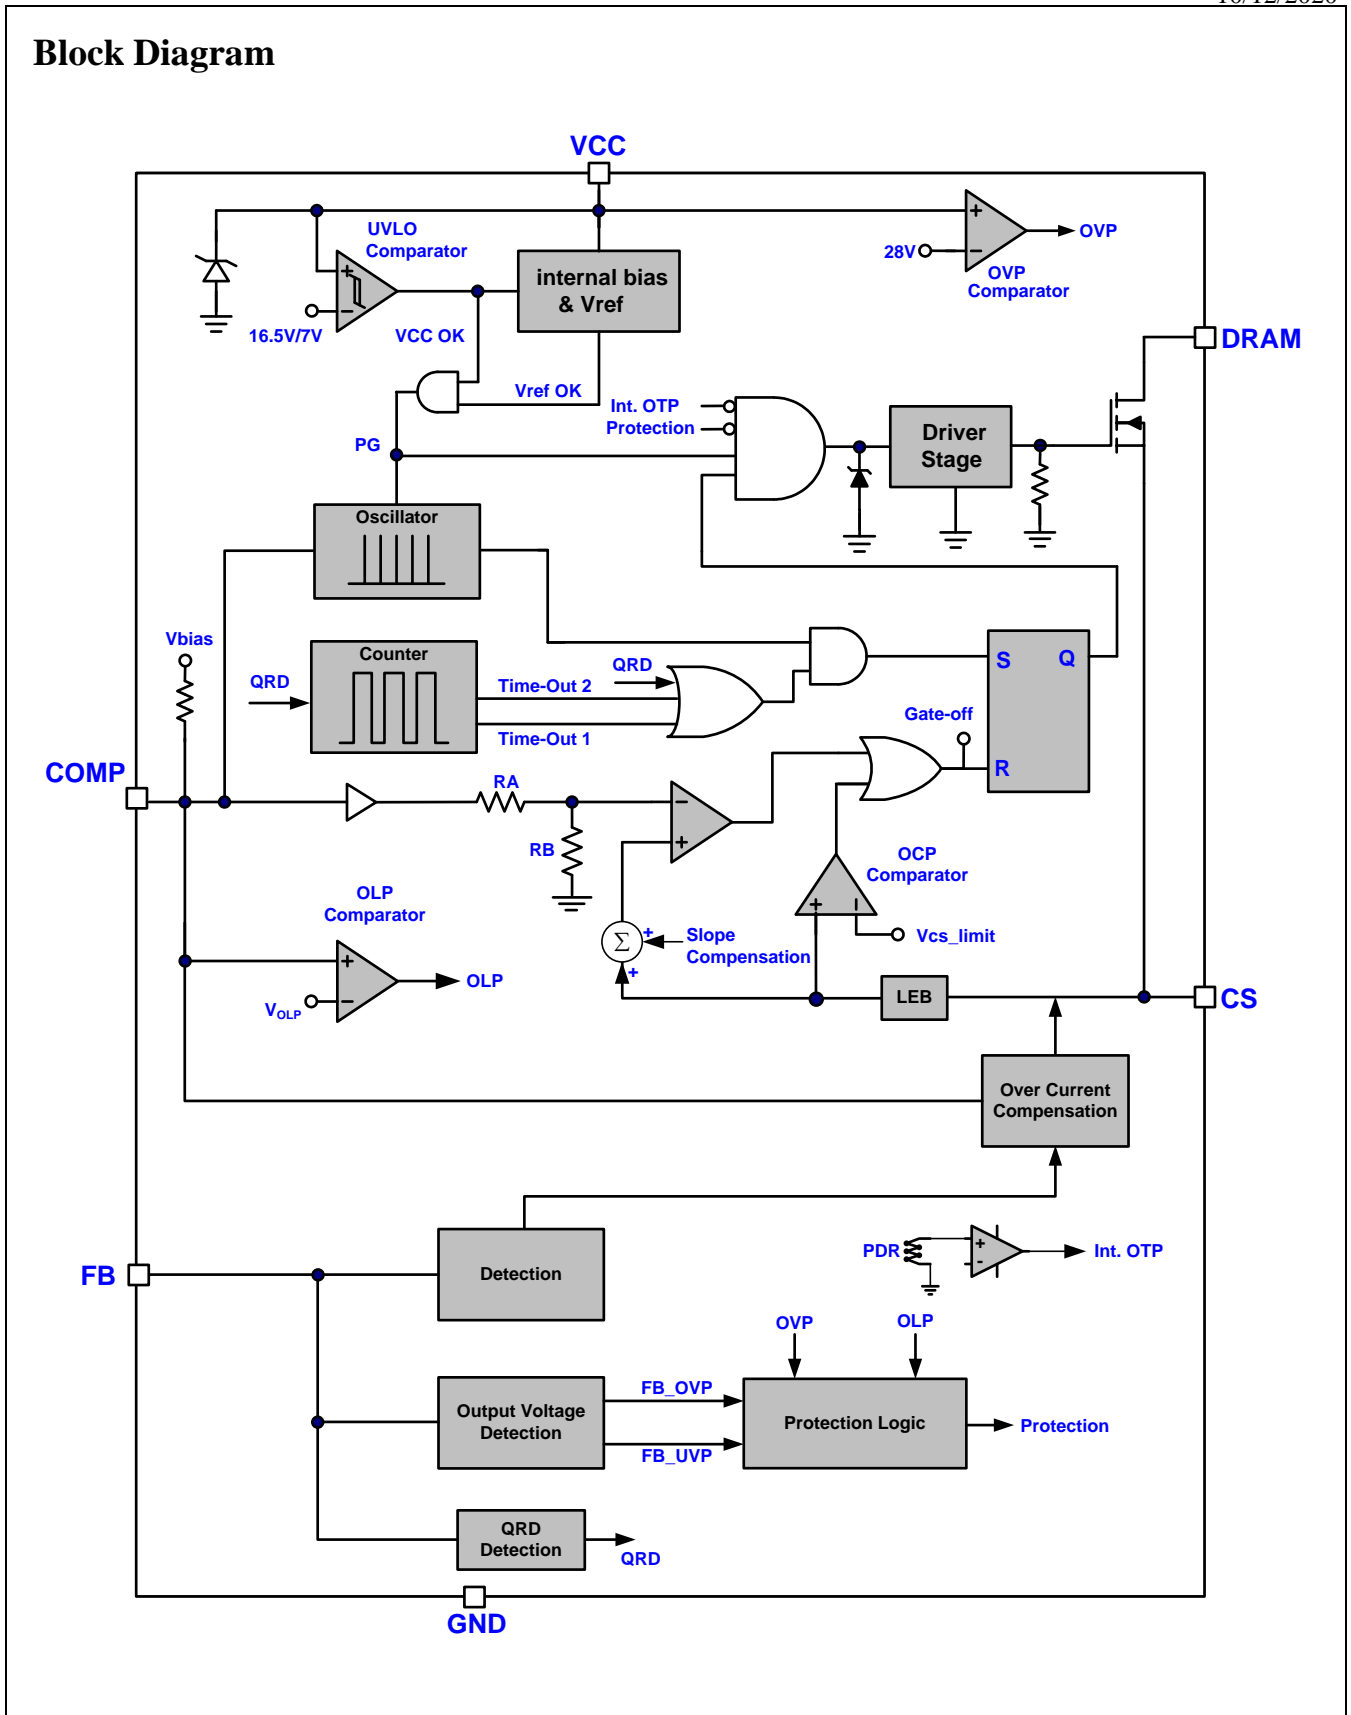 Block Diagram
VCC
UVLO
Comparator
+
−
16.5V/7V
VCC OK
internal bias
& Vref
Vref OK
+
−
28V
OVP
OVP
Comparator
DRAM
Int. OTP
Protection
PG
Driver
Stage
Oscillator
Vbias
QRD
Counter
Time-Out 2
Time-Out 1
QRD
S
Q
R
Gate-off
COMP
RA
RB
−
+
OCP
Comparator
+
−
Vcs_limit
OLP
Comparator
+
−
VOLP
OLP
Σ
+
+
Slope
Compensation
LEB
CS
Over Current
Compensation
FB
Detection
PDR
+
-
Int. OTP
OVP
OLP
Output Voltage
Detection
FB_OVP
FB_UVP
Protection Logic
Protection
QRD
Detection
QRD
GND